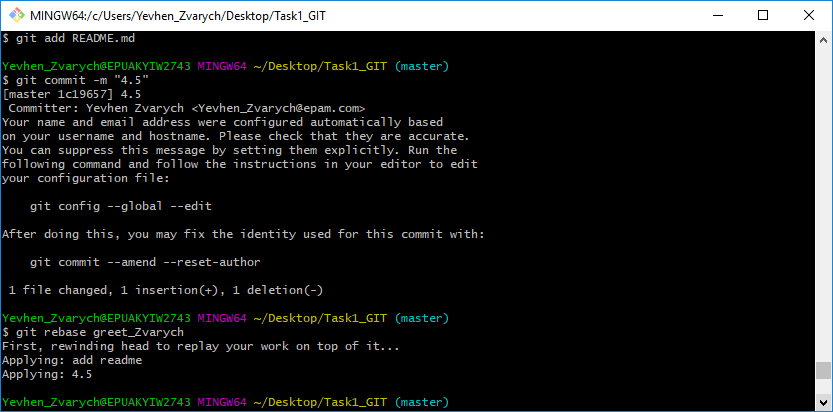 MINGW64:/c/Users/Yevhen_Zvarych/Desktop/Task1_GIT
$ git add README.md
Yevhen_Zvarych@EPUAKYIW2743 MINGW64 ~/Desktop/Task1_GIT (master)
$ git commit -m "4.5"
[master 1c19657] 4.5
 Committer: Yevhen Zvarych <Yevhen_Zvarych@epam.com>
Your name and email address were configured automatically based
on your username and hostname. Please check that they are accurate.
You can suppress this message by setting them explicitly. Run the
following command and follow the instructions in your editor to edit
your configuration file:
    git config --global --edit
After doing this, you may fix the identity used for this commit with:
    git commit --amend --reset-author
 1 file changed, 1 insertion(+), 1 deletion(-)
Yevhen_Zvarych@EPUAKYIW2743 MINGW64 ~/Desktop/Task1_GIT (master)
$ git rebase greet_Zvarych
First, rewinding head to replay your work on top of it...
Applying: add readme
Applying: 4.5
Yevhen_Zvarych@EPUAKYIW2743 MINGW64 ~/Desktop/Task1_GIT (master)